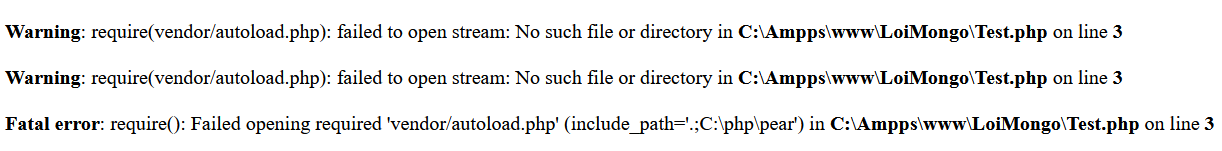 Warning: require(vendor/autoload.php): failed to open stream: No such file or directory in C:\Ampps\www\LoiMongo\Test.php on line 3
Warning: require(vendor/autoload.php): failed to open stream: No such file or directory in C:\Ampps\www\LoiMongo\Test.php on line 3
Fatal error: require(): Failed opening required 'vendor/autoload.php' (include_path='.;C:\php\pear') in C:\Ampps\www\LoiMongo\Test.php on line 3